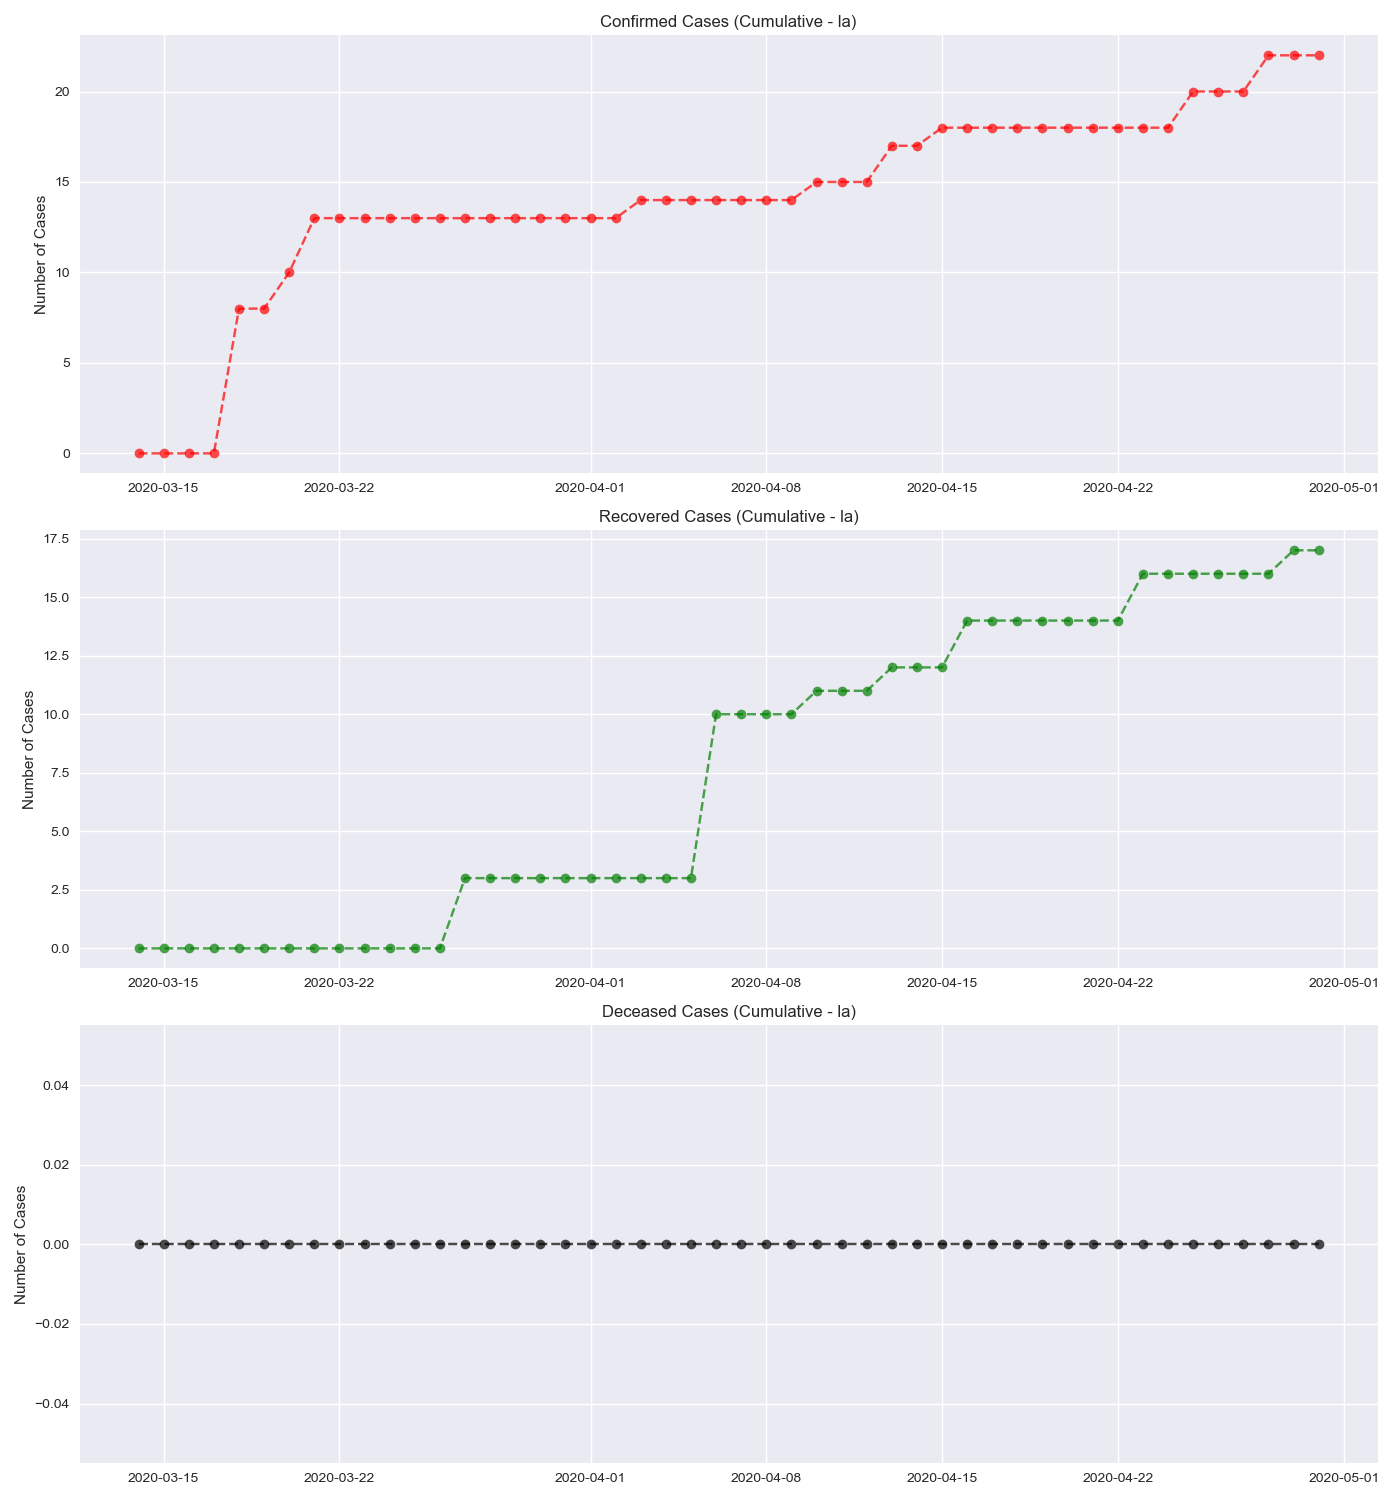 Confirmed Cases (Cumulative - la)
Number of Cases
20
15
10
5
0
2020-03-15 2020-03-22 2020-04-01 2020-04-08 2020-04-15 2020-04-22 2020-05-01
Recovered Cases (Cumulative - la)
Number of Cases
17.5
15.0
12.5
10.0
7.5
5.0
2.5
0.0
2020-03-15 2020-03-22 2020-04-01 2020-04-08 2020-04-15 2020-04-22 2020-05-01
Deceased Cases (Cumulative - la)
Number of Cases
0.04
0.02
0.00
−0.02
−0.04
2020-03-15 2020-03-22 2020-04-01 2020-04-08 2020-04-15 2020-04-22 2020-05-01